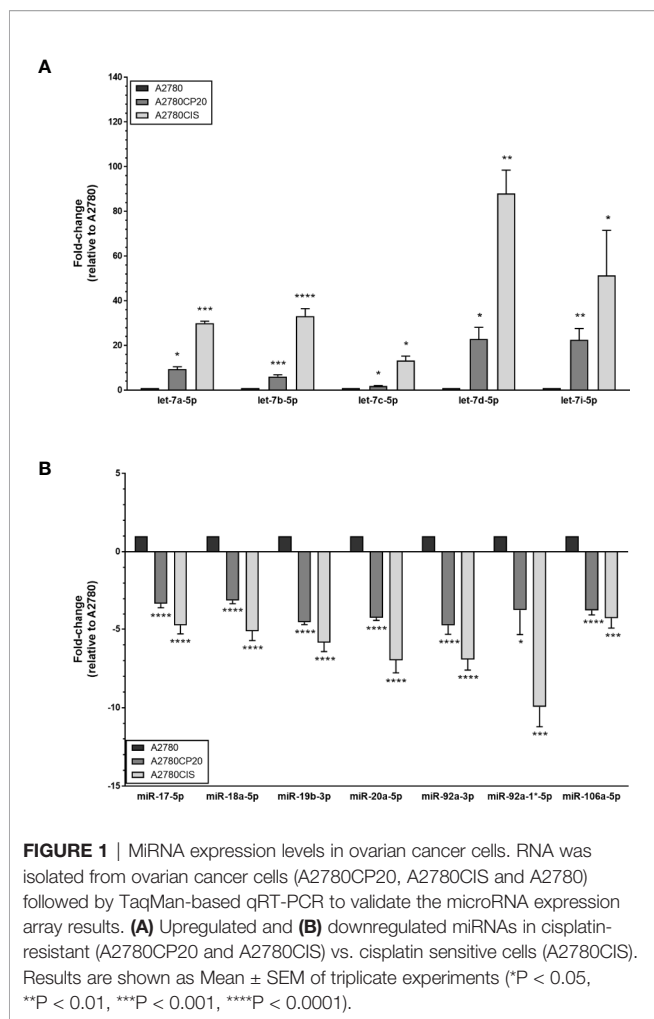 A
140
120
100
80
60
40
20
0
Fold-change
(relative to A2780)
A2780
A2780CP20
A2780CIS
* *** *** **** * * * ** ** *
let-7a-5p let-7b-5p let-7c-5p let-7d-5p let-7i-5p
B
5
0
-5
-10
-15
Fold-change
(relative to A2780)
**** **** **** **** **** **** **** **** **** **** * *** **** ***
A2780
A2780CP20
A2780CIS
miR-17-5p miR-18a-5p miR-19b-3p miR-20a-5p miR-92a-3p miR-92a-1*-5p miR-106a-5p
FIGURE 1 | MiRNA expression levels in ovarian cancer cells. RNA was
isolated from ovarian cancer cells (A2780CP20, A2780CIS and A2780)
followed by TaqMan-based qRT-PCR to validate the microRNA expression
array results. (A) Upregulated and (B) downregulated miRNAs in cisplatin-
resistant (A2780CP20 and A2780CIS) vs. cisplatin sensitive cells (A2780CIS).
Results are shown as Mean ± SEM of triplicate experiments (*P < 0.05,
**P < 0.01, ***P < 0.001, ****P < 0.0001).